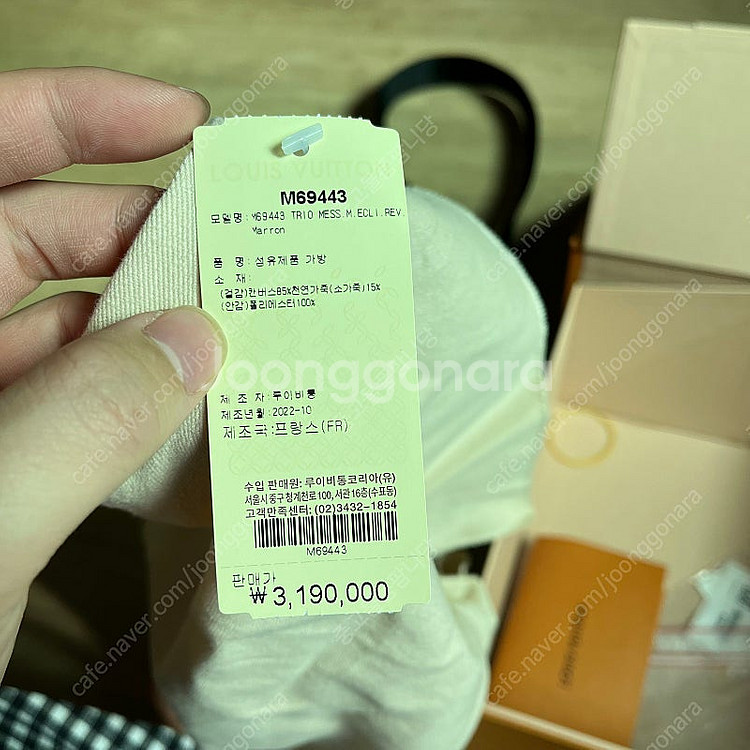 LOUIS VUITTON
M69443
모델명: M69443 TRIO MESS.M.ECLI.REV.
Marron
품 명: 섬유제품 가방
소 재:
(겉감)칸버스85%천연가죽(소가죽)15%
(안감)폴리에스터100%
제 조 자: 루이비통
제조년월: 2022-10
제조국:프랑스(FR)
수입 판매원: 루이비통코리아(유)
서울시 중구 청계천로 100, 서관 16층(수표동)
고객만족센터: (02)3432-1854
M69443
판매가
₩ 3,190,000
Joonggonara
cafe.naver.com/joonggonara
LOUIS VUITTON